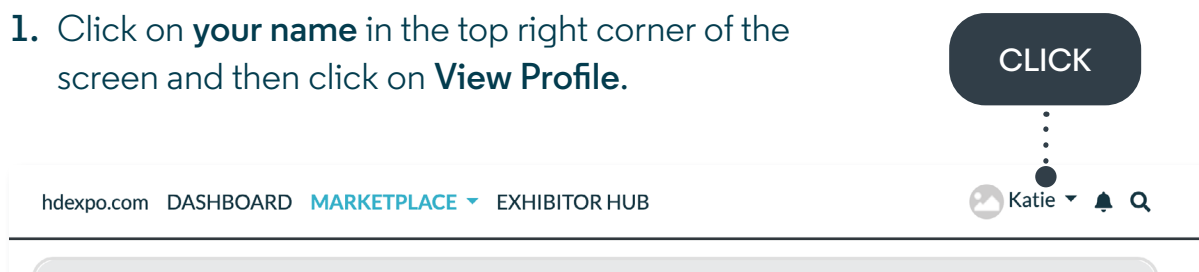 1. Click on your name in the top right corner of the
screen and then click on View Profile.
CLICK
hdexpo.com DASHBOARD MARKETPLACE EXHIBITOR HUB Katie